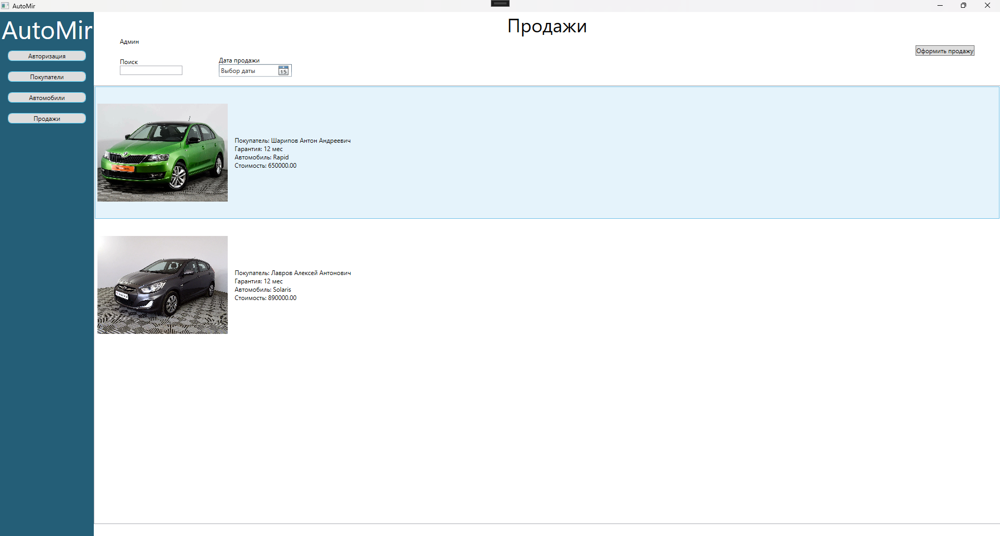 AutoMir
AutoMir
Авторизация
Покупатели
Автомобили
Продажи
Продажи
Админ
Оформить продажу
Поиск
Дата продажи
Выбор даты
15
Покупатель: Шарипов Антон Андреевич
Гарантия: 12 мес
Автомобиль: Rapid
Стоимость: 650000.00
Покупатель: Лавров Алексей Антонович
Гарантия: 12 мес
Автомобиль: Solaris
Стоимость: 890000.00